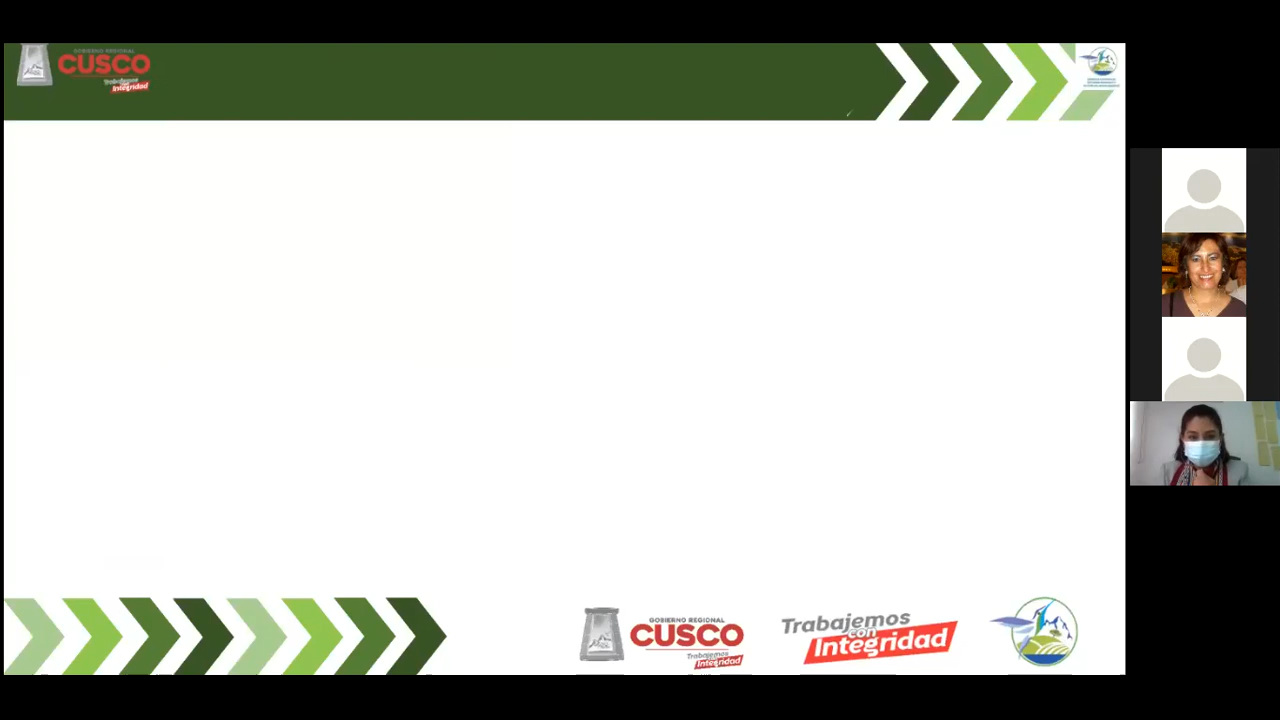 GOBIERNO REGIONAL
CUSCO
Trabajemos
con
Integridad
GOBIERNO REGIONAL
CUSCO
Trabajemos
con
Integridad
Trabajemos
con
Integridad